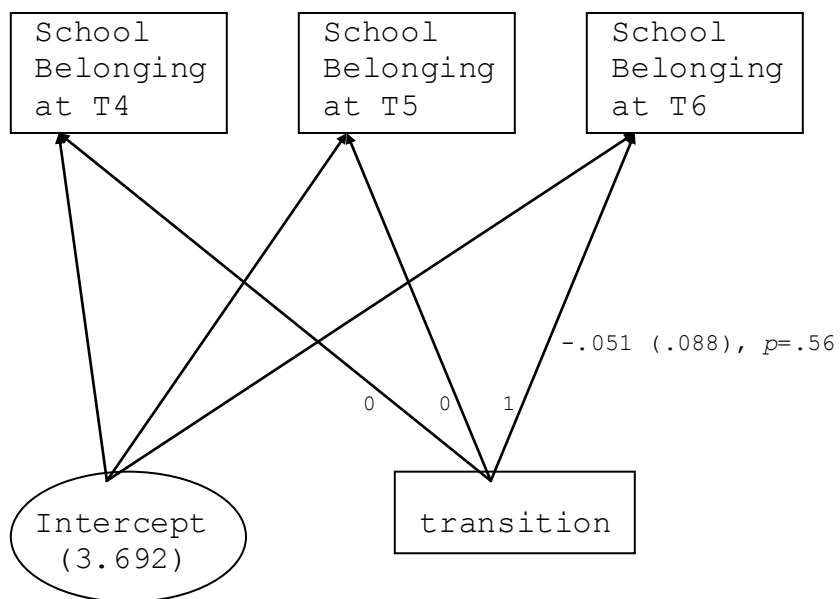 School
Belonging
at T4
School
Belonging
at T5
School
Belonging
at T6
-.051 (.088), p=.56
0 0 1
Intercept
(3.692)
transition